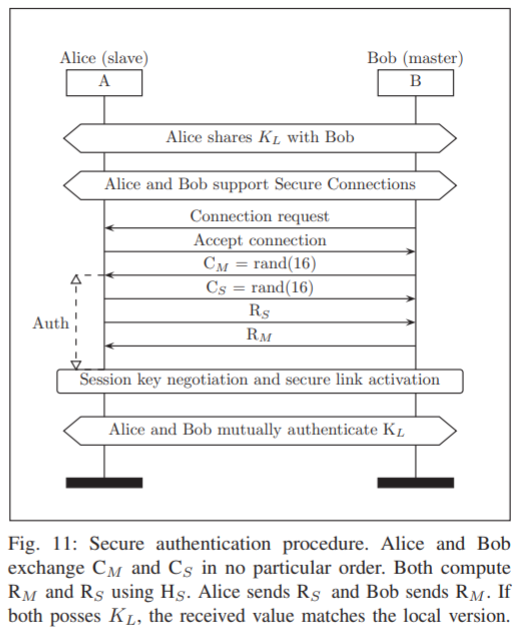 Alice (slave) Bob (master)
A B
Alice shares K_L with Bob
Alice and Bob support Secure Connections
Connection request
Accept connection
C_M = rand(16)
C_S = rand(16)
R_S
Auth
R_M
Session key negotiation and secure link activation
Alice and Bob mutually authenticate K_L
Fig. 11: Secure authentication procedure. Alice and Bob
exchange C_M and C_S in no particular order. Both compute
R_M and R_S using H_S. Alice sends R_S and Bob sends R_M. If
both posses K_L, the received value matches the local version.